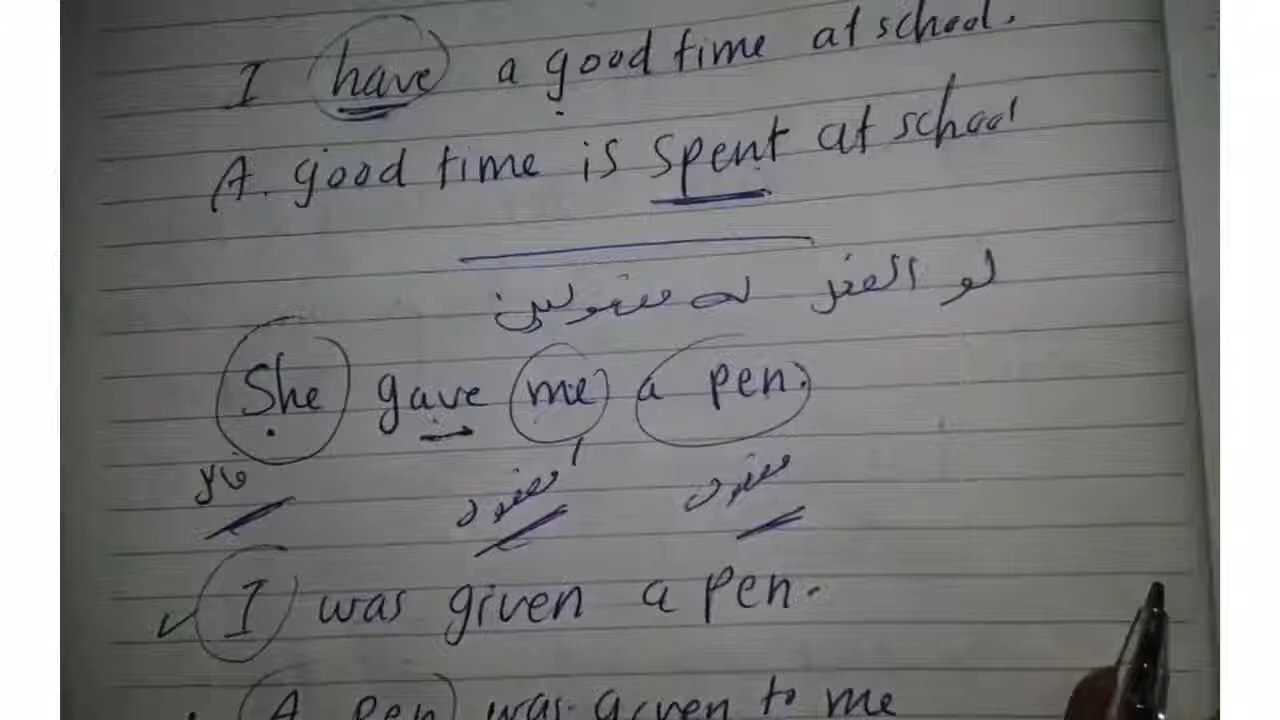 I have a good time at school.
A good time is spent at school
لو الفعل له مفعولين
She gave me a pen.
فاعل مفعول مفعول
I was given a pen.
A pen was given to me